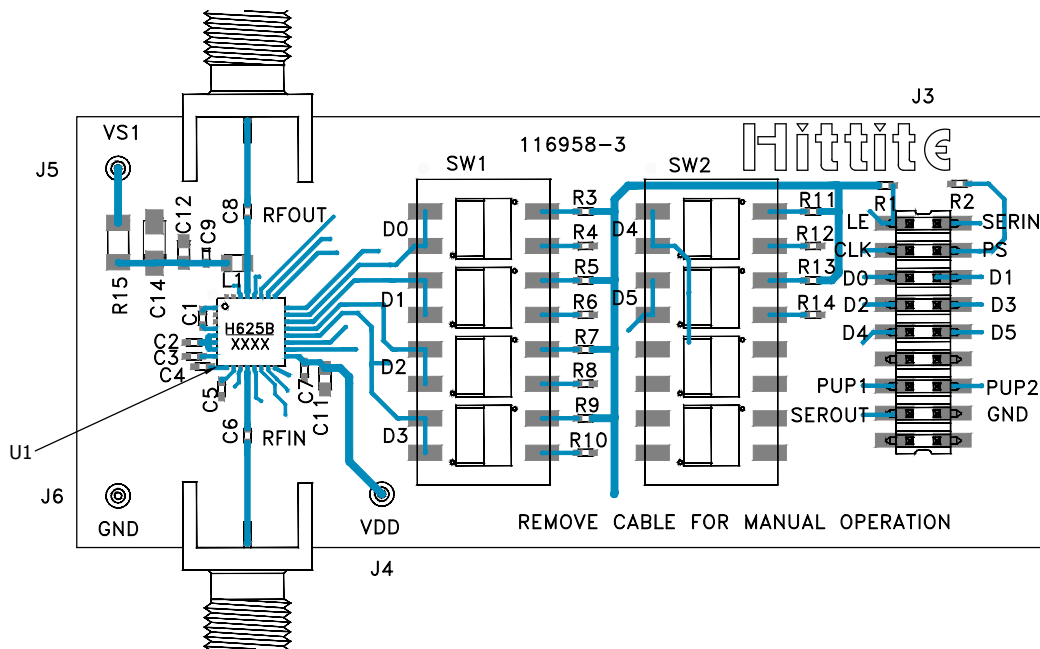 J3
VS1
116958-3
Hittite
J5
SW1
SW2
C12
C9
C8
RFOUT
R3
R11
R1
R2
D0
D4
LE
SERIN
R4
R12
CLK
PS
R15
C14
L1
R5
R13
D0
D1
D1
D5
R6
R14
D2
D3
C1
H625B
XXXX
D4
D5
C2
R7
C3
D2
C4
C5
C7
C11
R8
PUP1
PUP2
C6
RFIN
R9
SEROUT
GND
D3
R10
U1
J6
GND
VDD
REMOVE CABLE FOR MANUAL OPERATION
J4